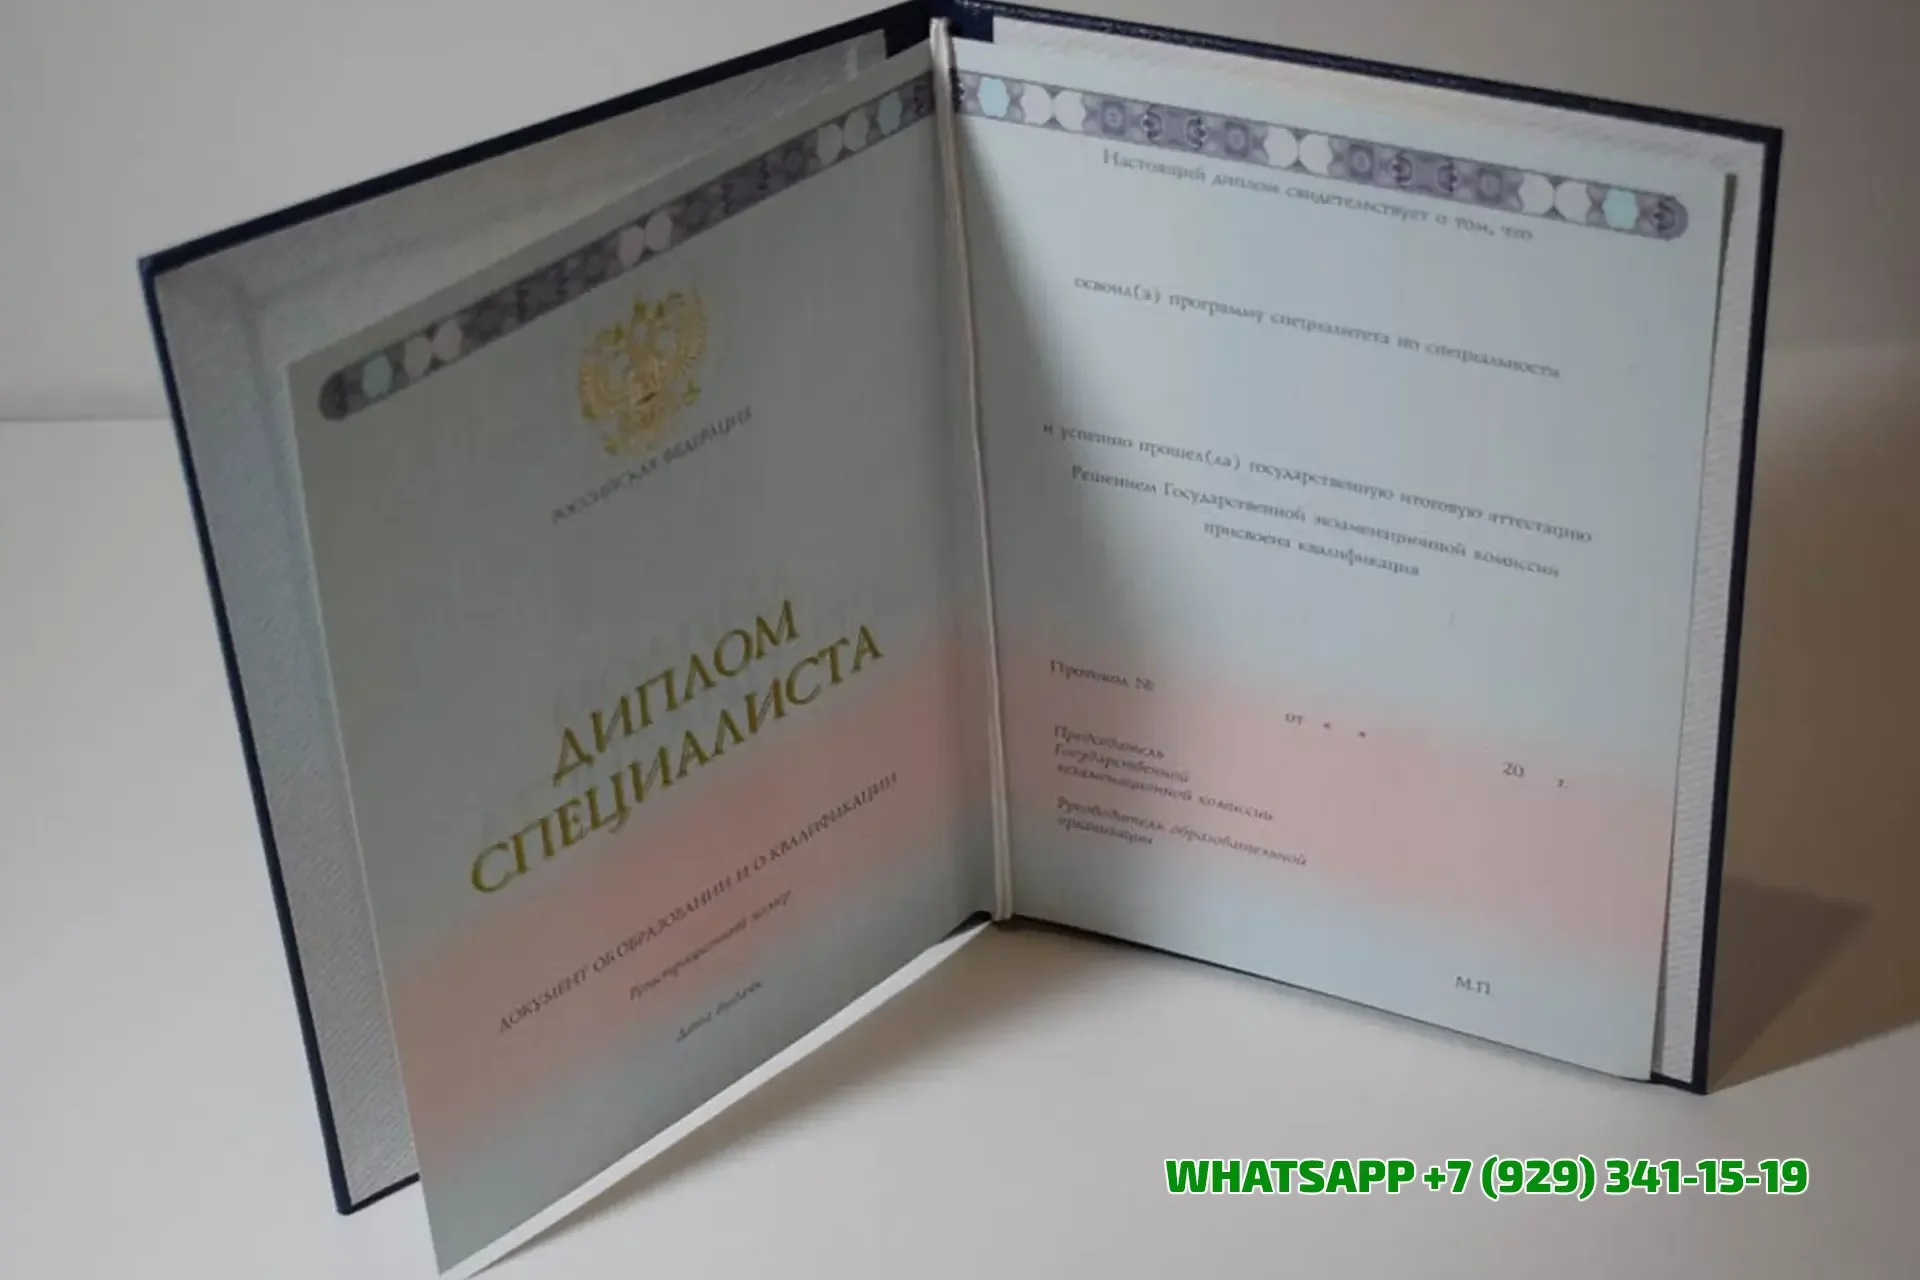 РОССИЙСКАЯ ФЕДЕРАЦИЯ
ДИПЛОМ
СПЕЦИАЛИСТА
ДОКУМЕНТ ОБ ОБРАЗОВАНИИ И О КВАЛИФИКАЦИИ
Регистрационный номер
Дата выдачи
Настоящий диплом свидетельствует о том, что
освоил(а) программу специалитета по специальности
и успешно прошел(ла) государственную итоговую аттестацию
Решением Государственной экзаменационной комиссии
присвоена квалификация
Протокол №
от « »
20 г.
Председатель
Государственной
экзаменационной комиссии
Руководитель образовательной
организации
М.П.
WHATSAPP +7 (929) 341-15-19